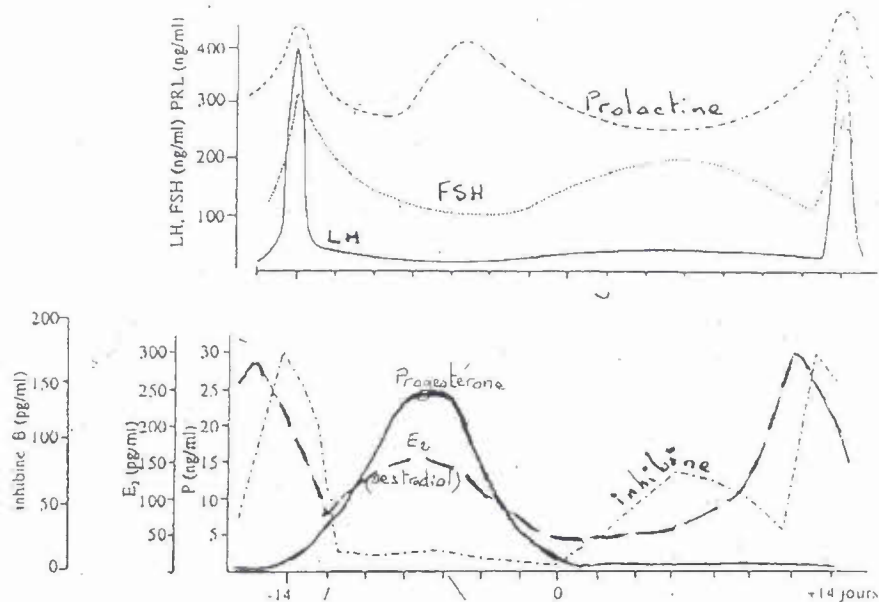 LH, FSH (ng/ml) PRL (ng/ml)
400
300
200
100
Prolactine
FSH
LH
inhibine B (pg/ml)
200
150
100
50
0
E₂ (pg/ml)
300
250
200
150
100
50
P (ng/ml)
30
25
20
15
10
5
Progestérone
E₂
(oestradiol)
inhibine
-14
0
+14 jours